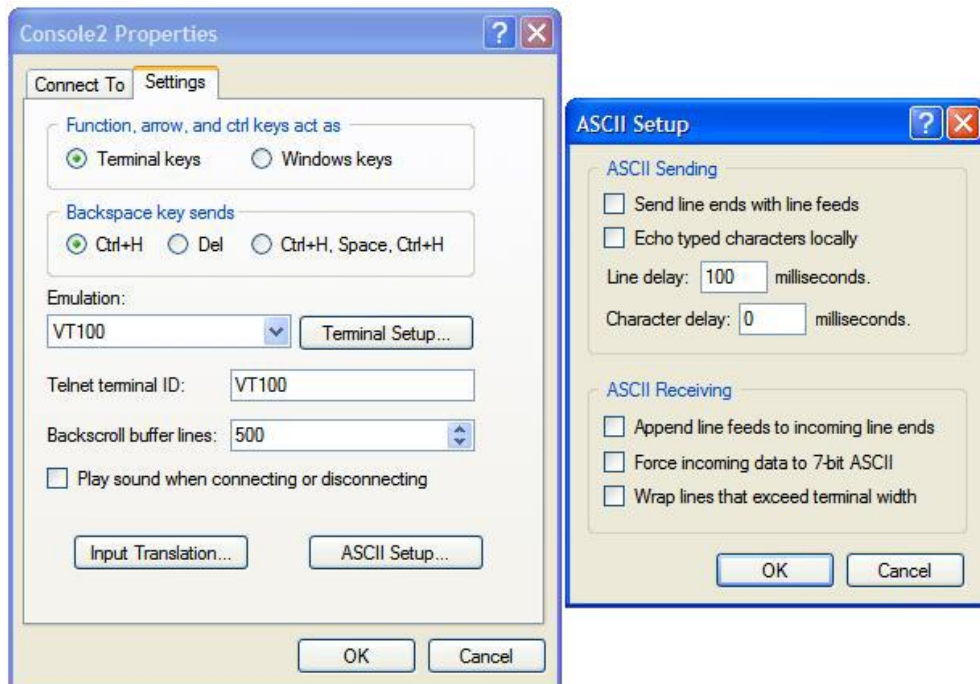 Console2 Properties
Connect To Settings
Function, arrow, and ctrl keys act as
Terminal keys Windows keys
Backspace key sends
Ctrl+H Del Ctrl+H, Space, Ctrl+H
Emulation:
VT100 Terminal Setup...
Telnet terminal ID: VT100
Backscroll buffer lines: 500
Play sound when connecting or disconnecting
Input Translation... ASCII Setup...
OK Cancel
ASCII Setup
ASCII Sending
Send line ends with line feeds
Echo typed characters locally
Line delay: 100 milliseconds.
Character delay: 0 milliseconds.
ASCII Receiving
Append line feeds to incoming line ends
Force incoming data to 7-bit ASCII
Wrap lines that exceed terminal width
OK Cancel